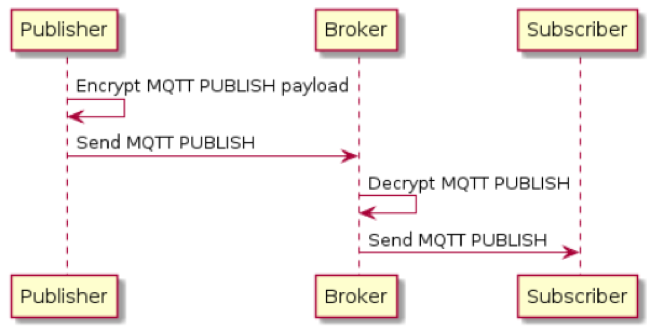 Publisher Broker Subscriber
Encrypt MQTT PUBLISH payload
Send MQTT PUBLISH
Decrypt MQTT PUBLISH
Send MQTT PUBLISH
Publisher Broker Subscriber